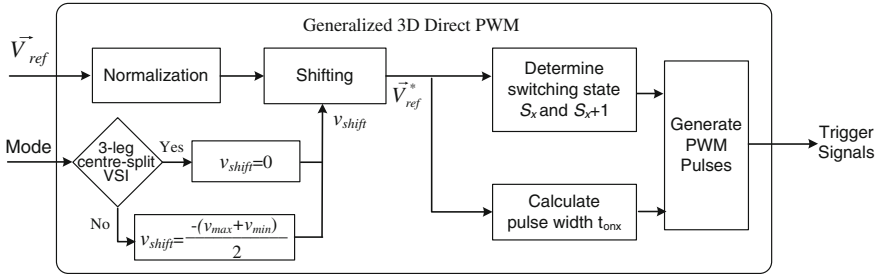 Generalized 3D Direct PWM
V⃗ref
Normalization
Shifting
V⃗*ref
Determine
switching state
Sx and Sx+1
Generate
PWM
Pulses
Trigger
Signals
Mode
3-leg
centre-split
VSI
Yes
vshift=0
vshift
No
vshift= -(vmax+vmin)
2
Calculate
pulse width tonx